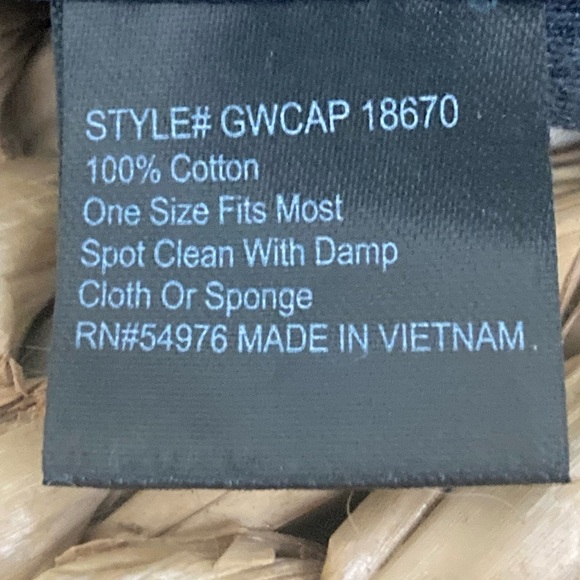 STYLE# GWCAP 18670
100% Cotton
One Size Fits Most
Spot Clean With Damp
Cloth Or Sponge
RN#54976 MADE IN VIETNAM.